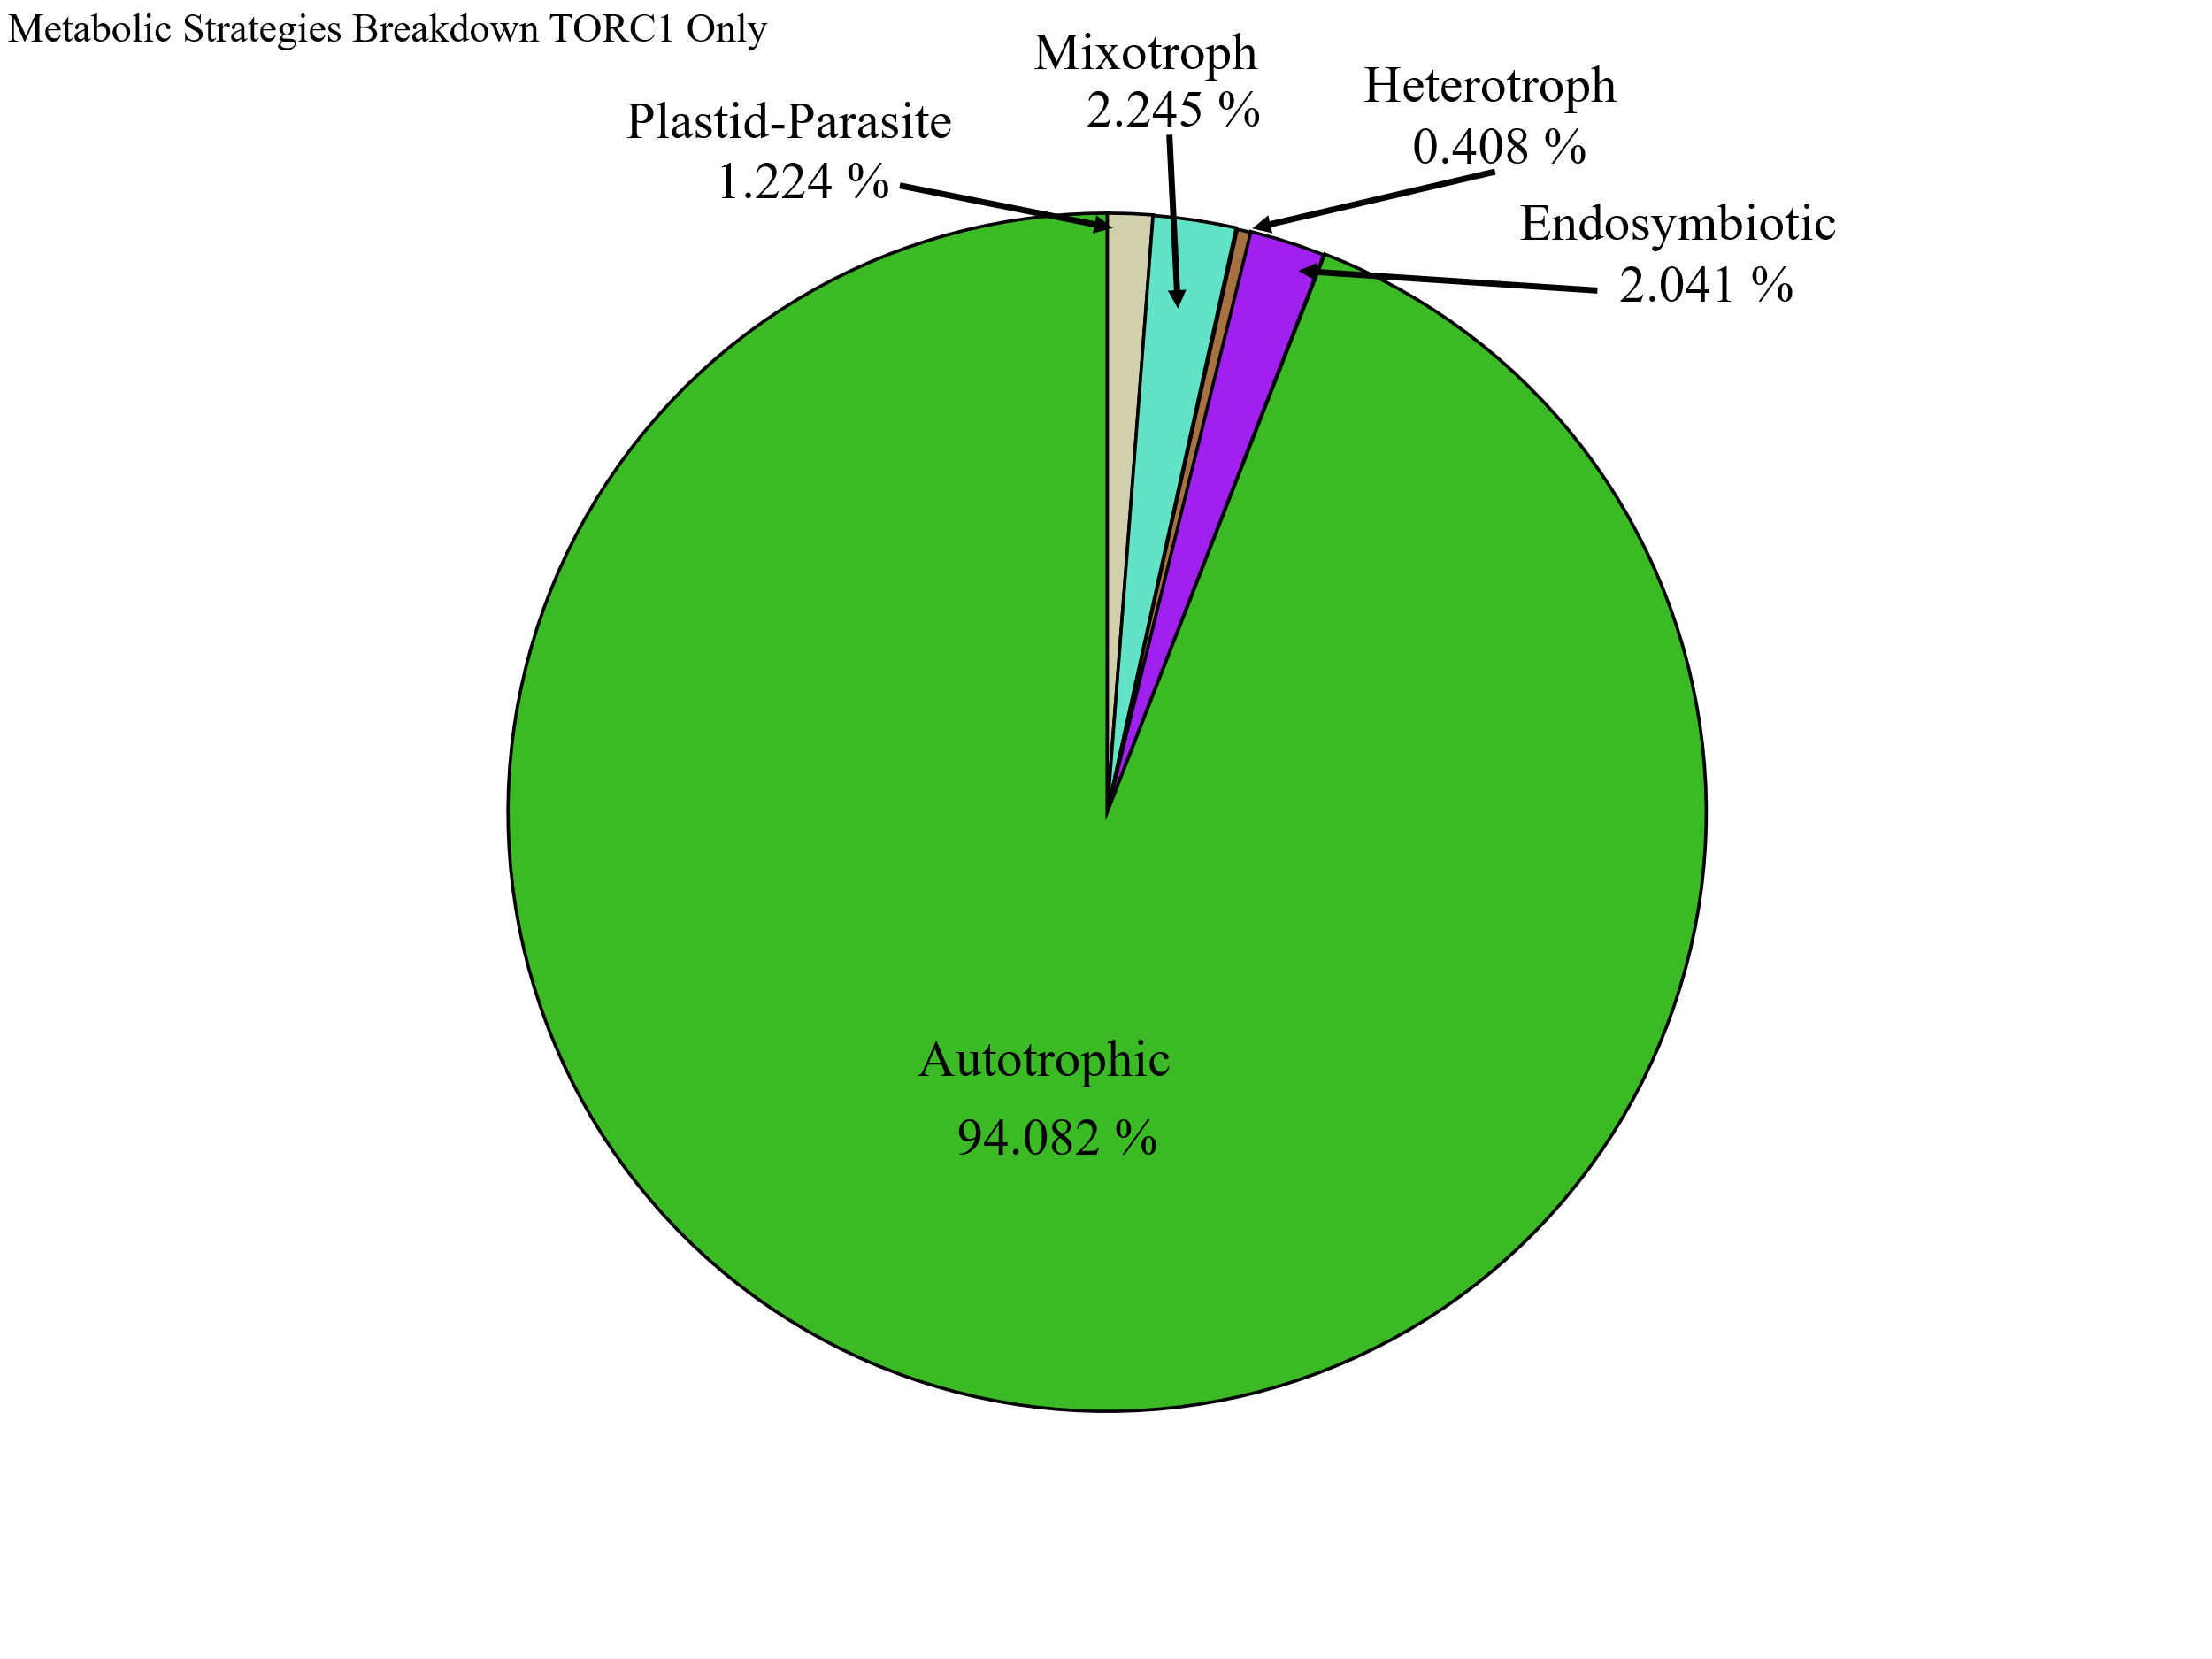 Metabolic Strategies Breakdown TORC1 Only
Plastid-Parasite
1.224 %
Mixotroph
2.245 %
Heterotroph
0.408 %
Endosymbiotic
2.041 %
Autotrophic
94.082 %